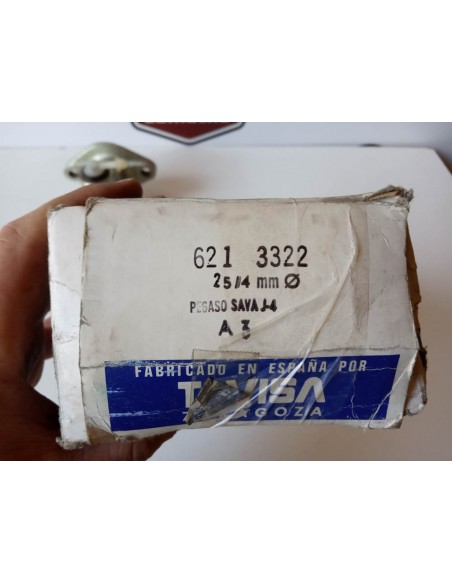 621 3322
25/4 mm Ø
PEGASO SAVA J-4
A 3
FABRICADO EN ESPAÑA POR